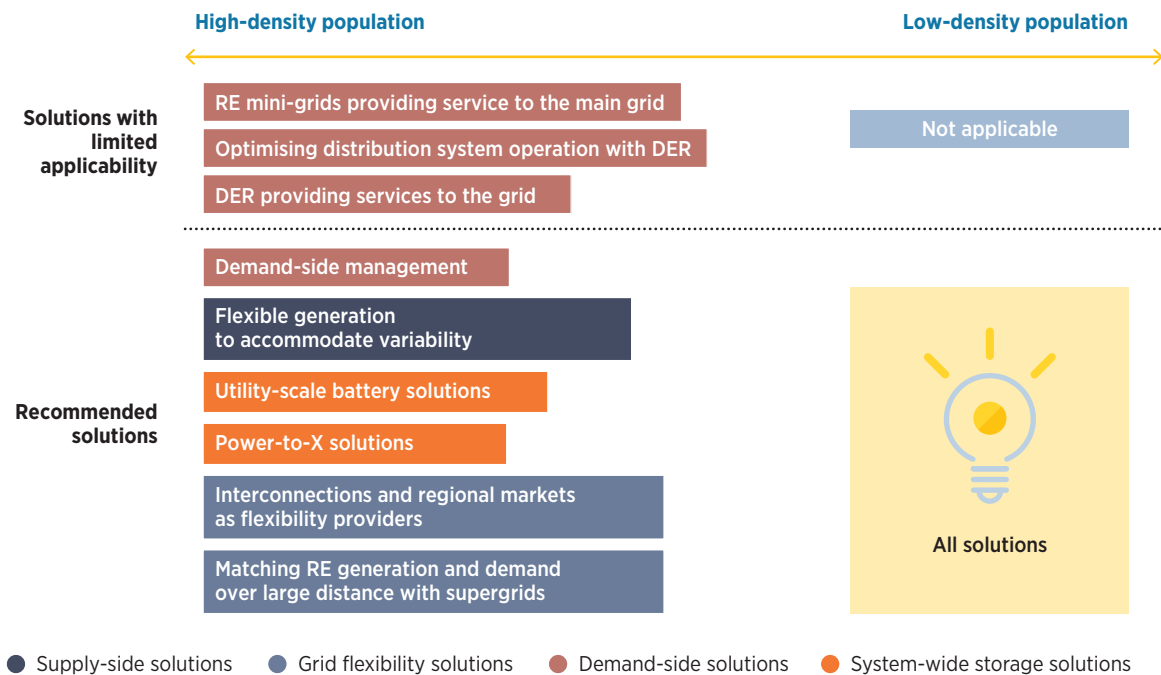 High-density population
Low-density population
Solutions with
limited
applicability
RE mini-grids providing service to the main grid
Optimising distribution system operation with DER
DER providing services to the grid
Not applicable
Recommended
solutions
Demand-side management
Flexible generation
to accommodate variability
Utility-scale battery solutions
Power-to-X solutions
Interconnections and regional markets
as flexibility providers
Matching RE generation and demand
over large distance with supergrids
All solutions
Supply-side solutions
Grid flexibility solutions
Demand-side solutions
System-wide storage solutions